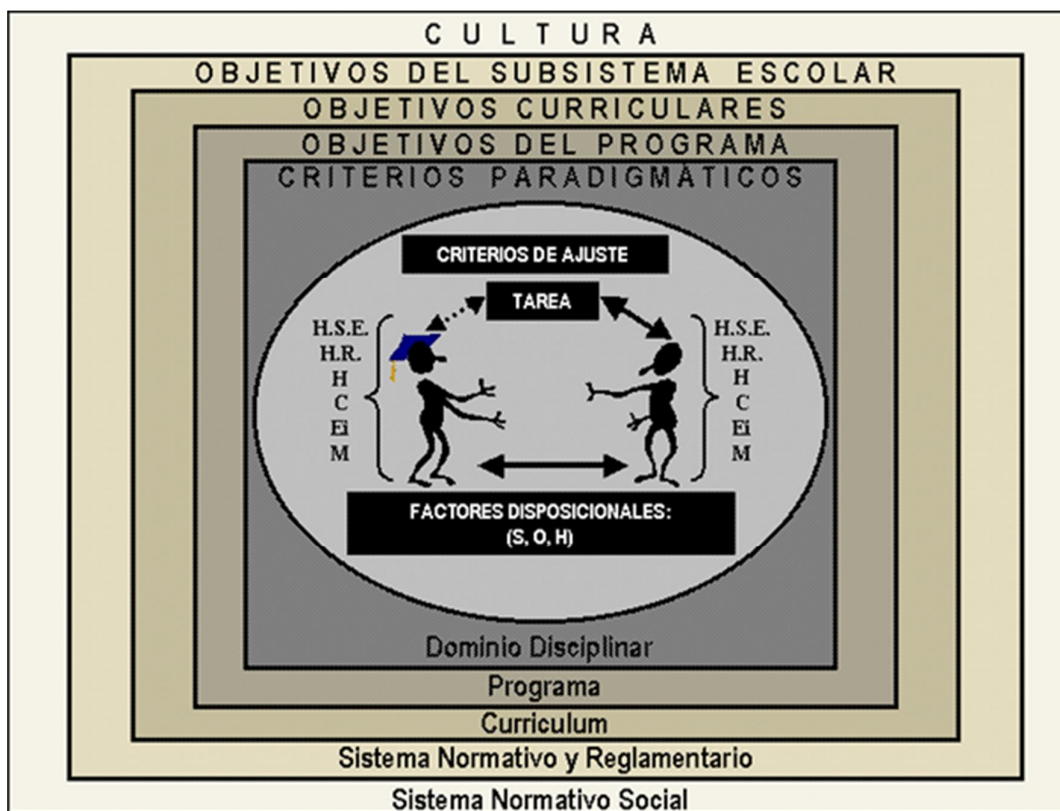 CULTURA
OBJETIVOS DEL SUBSISTEMA ESCOLAR
OBJETIVOS CURRICULARES
OBJETIVOS DEL PROGRAMA
CRITERIOS PARADIGMÀTICOS
CRITERIOS DE AJUSTE
TAREA
H.S.E.
H.R.
H
C
Ei
M
H.S.E.
H.R.
H
C
Ei
M
FACTORES DISPOSICIONALES:
(S, O, H)
Dominio Disciplinar
Programa
Curriculum
Sistema Normativo y Reglamentario
Sistema Normativo Social